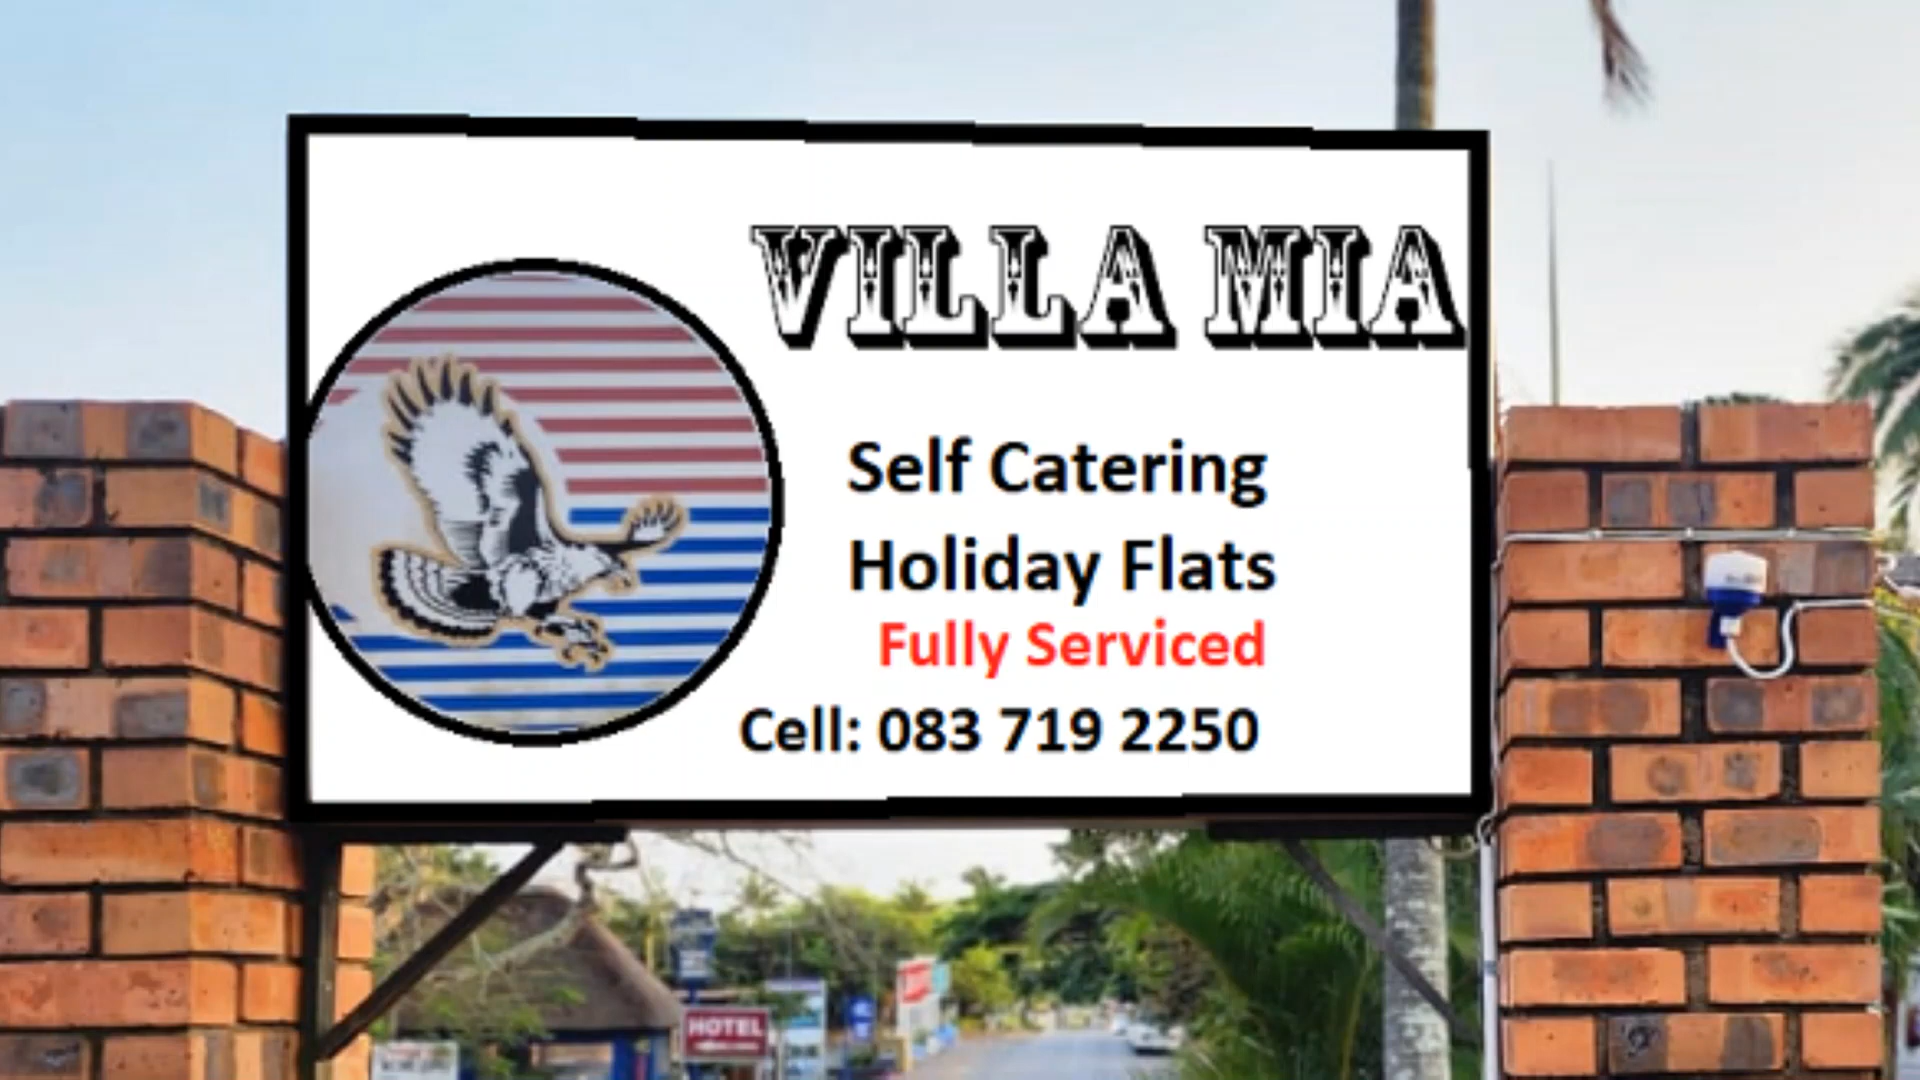 VILLA MIA
Self Catering
Holiday Flats
Fully Serviced
Cell: 083 719 2250
HOTEL